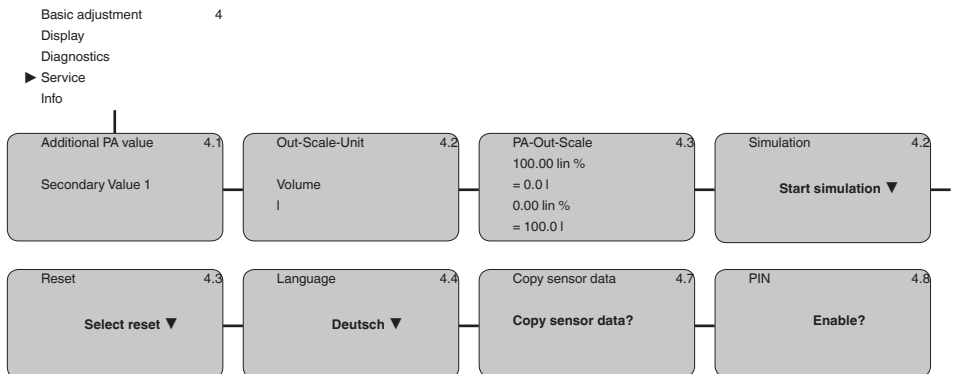 Basic adjustment 4
Display
Diagnostics
▶ Service
Info
Additional PA value 4.1
Secondary Value 1
Out-Scale-Unit 4.2
Volume
l
PA-Out-Scale 4.3
100.00 lin %
= 0.0 l
0.00 lin %
= 100.0 l
Simulation 4.2
Start simulation ▼
Reset 4.3
Select reset ▼
Language 4.4
Deutsch ▼
Copy sensor data 4.7
Copy sensor data?
PIN 4.8
Enable?